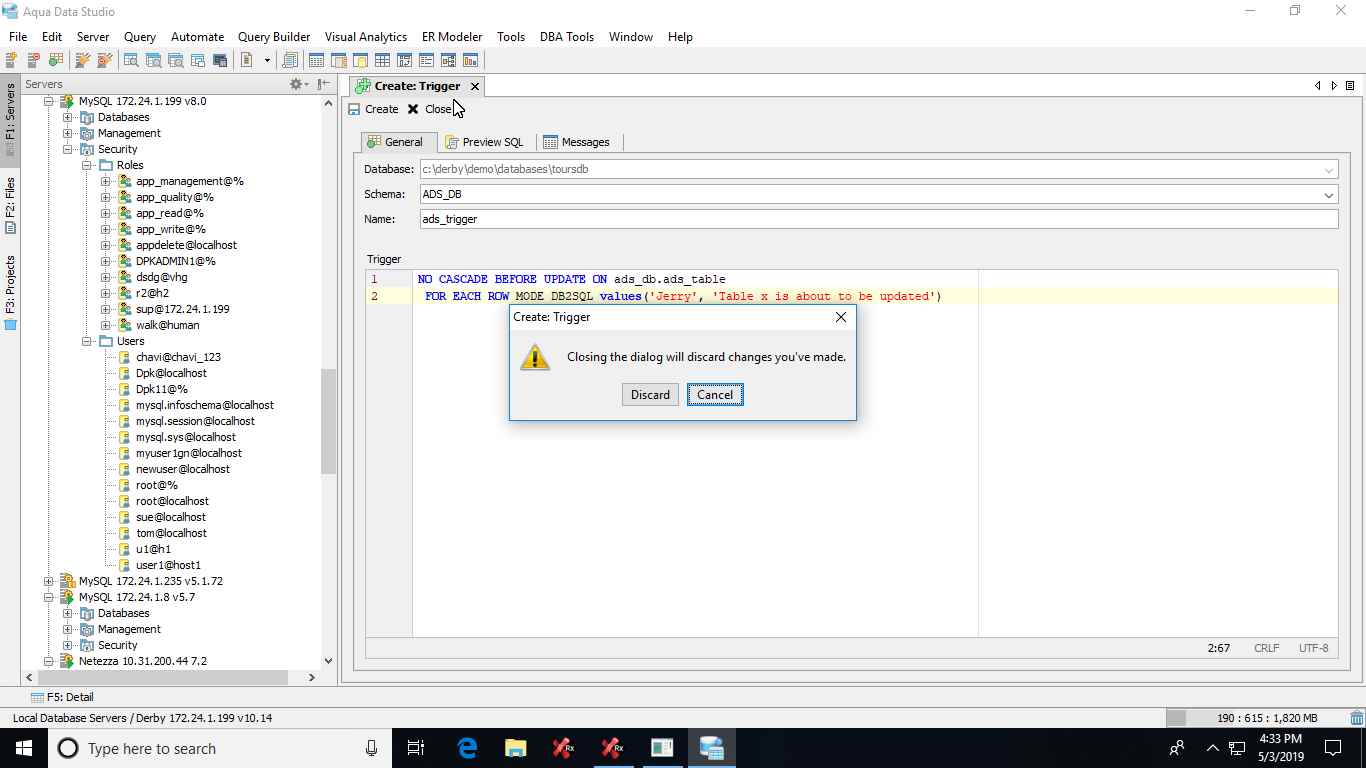 Aqua Data Studio
File Edit Server Query Automate Query Builder Visual Analytics ER Modeler Tools DBA Tools Window Help
F1: Servers
F2: Files
F3: Projects
Servers
MySQL 172.24.1.199 v8.0
Databases
Management
Security
Roles
app_management@%
app_quality@%
app_read@%
app_write@%
appdelete@localhost
DPKADMIN1@%
dsdg@vhg
r2@h2
sup@172.24.1.199
walk@human
Users
chavi@chavi_123
Dpk@localhost
Dpk11@%
mysql.infoschema@localhost
mysql.session@localhost
mysql.sys@localhost
myuser1gn@localhost
newuser@localhost
root@%
root@localhost
sue@localhost
tom@localhost
u1@h1
user1@host1
MySQL 172.24.1.235 v5.1.72
MySQL 172.24.1.8 v5.7
Databases
Management
Security
Netezza 10.31.200.44 7.2
Create: Trigger
Create Close
General Preview SQL Messages
Database: c:\derby\demo\databases\toursdb
Schema: ADS_DB
Name: ads_trigger
Trigger
1 NO CASCADE BEFORE UPDATE ON ads_db.ads_table
2 FOR EACH ROW MODE DB2SQL values('Jerry', 'Table x is about to be updated')
Create: Trigger
Closing the dialog will discard changes you've made.
Discard Cancel
2:67 CRLF UTF-8
F5: Detail
Local Database Servers / Derby 172.24.1.199 v10.14
190 : 615 : 1,820 MB
Type here to search
Rx
Rx
4:33 PM
5/3/2019